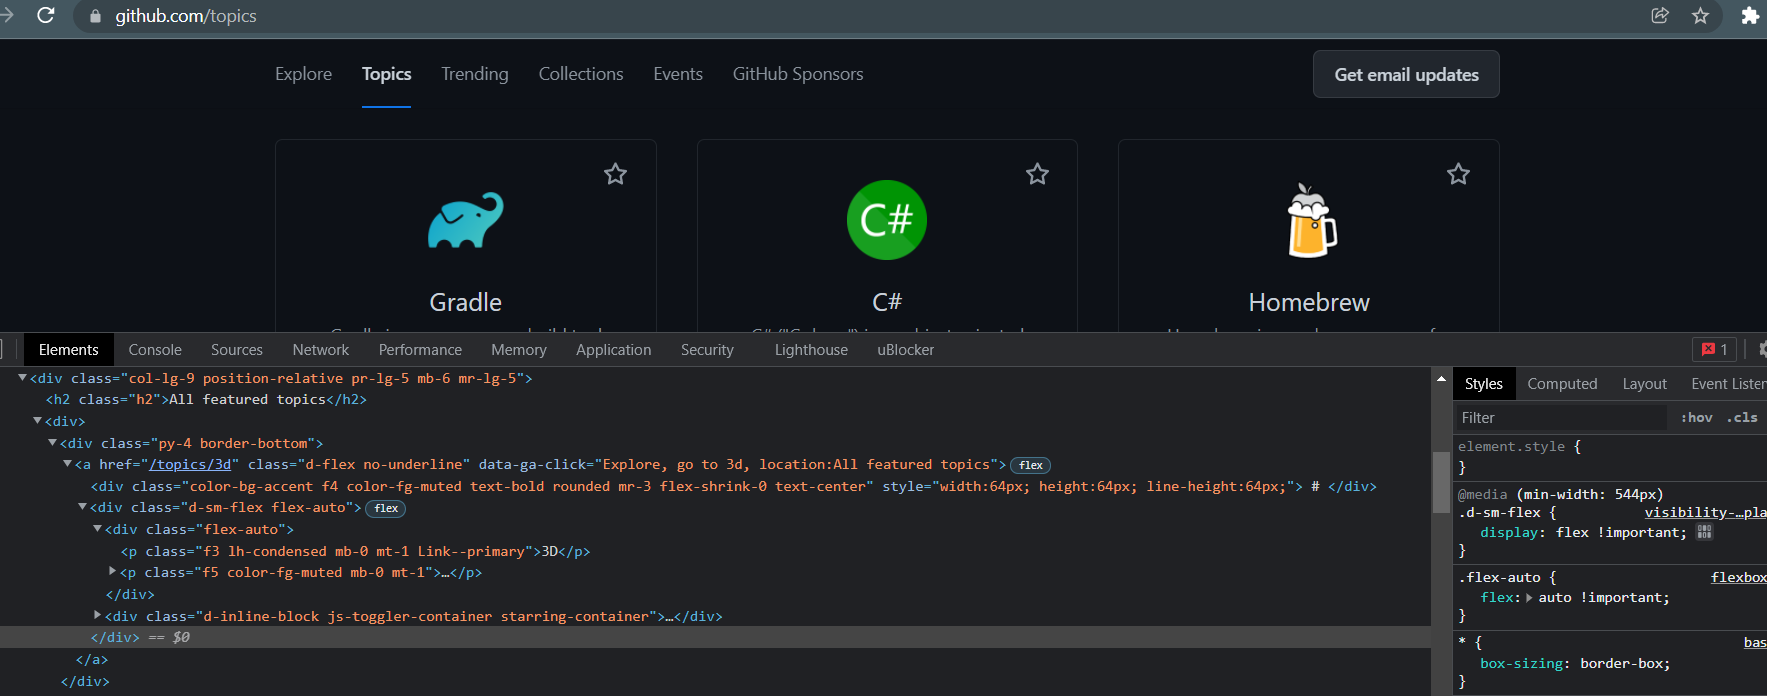 github.com/topics
Explore Topics Trending Collections Events GitHub Sponsors Get email updates
C#
Gradle C# Homebrew
Elements Console Sources Network Performance Memory Application Security Lighthouse uBlocker 1
<div class="col-lg-9 position-relative pr-lg-5 mb-6 mr-lg-5">
<h2 class="h2">All featured topics</h2>
<div>
<div class="py-4 border-bottom">
<a href="/topics/3d" class="d-flex no-underline" data-ga-click="Explore, go to 3d, location:All featured topics"> flex
<div class="color-bg-accent f4 color-fg-muted text-bold rounded mr-3 flex-shrink-0 text-center" style="width:64px; height:64px; line-height:64px;"> # </div>
<div class="d-sm-flex flex-auto"> flex
<div class="flex-auto">
<p class="f3 lh-condensed mb-0 mt-1 Link--primary">3D</p>
<p class="f5 color-fg-muted mb-0 mt-1">…</p>
</div>
<div class="d-inline-block js-toggler-container starring-container">…</div>
</div> == $0
</a>
</div>
Styles Computed Layout Event Listen
Filter :hov .cls
element.style {
}
@media (min-width: 544px)
.d-sm-flex { visibility-…pla
display: flex !important;
}
.flex-auto { flexbox
flex: auto !important;
}
* { bas
box-sizing: border-box;
}